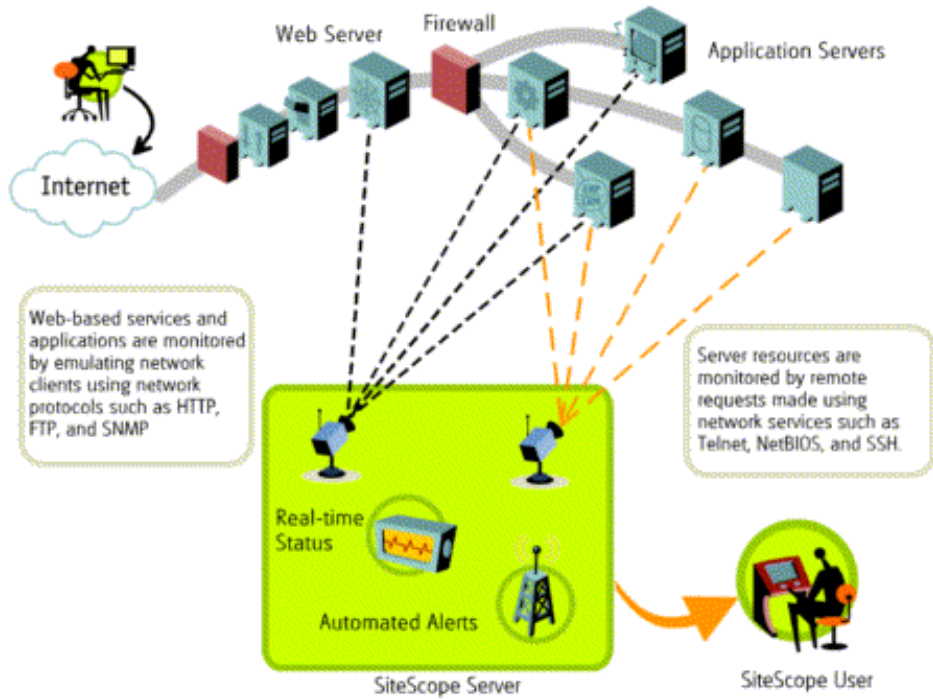 Firewall
Web Server
Application Servers
Internet
ERP
CRM
Web-based services and
applications are monitored
by emulating network
clients using network
protocols such as HTTP,
FTP, and SNMP
Server resources are
monitored by remote
requests made using
network services such as
Telnet, NetBIOS, and SSH.
Real-time
Status
Automated Alerts
SiteScope Server
SiteScope User